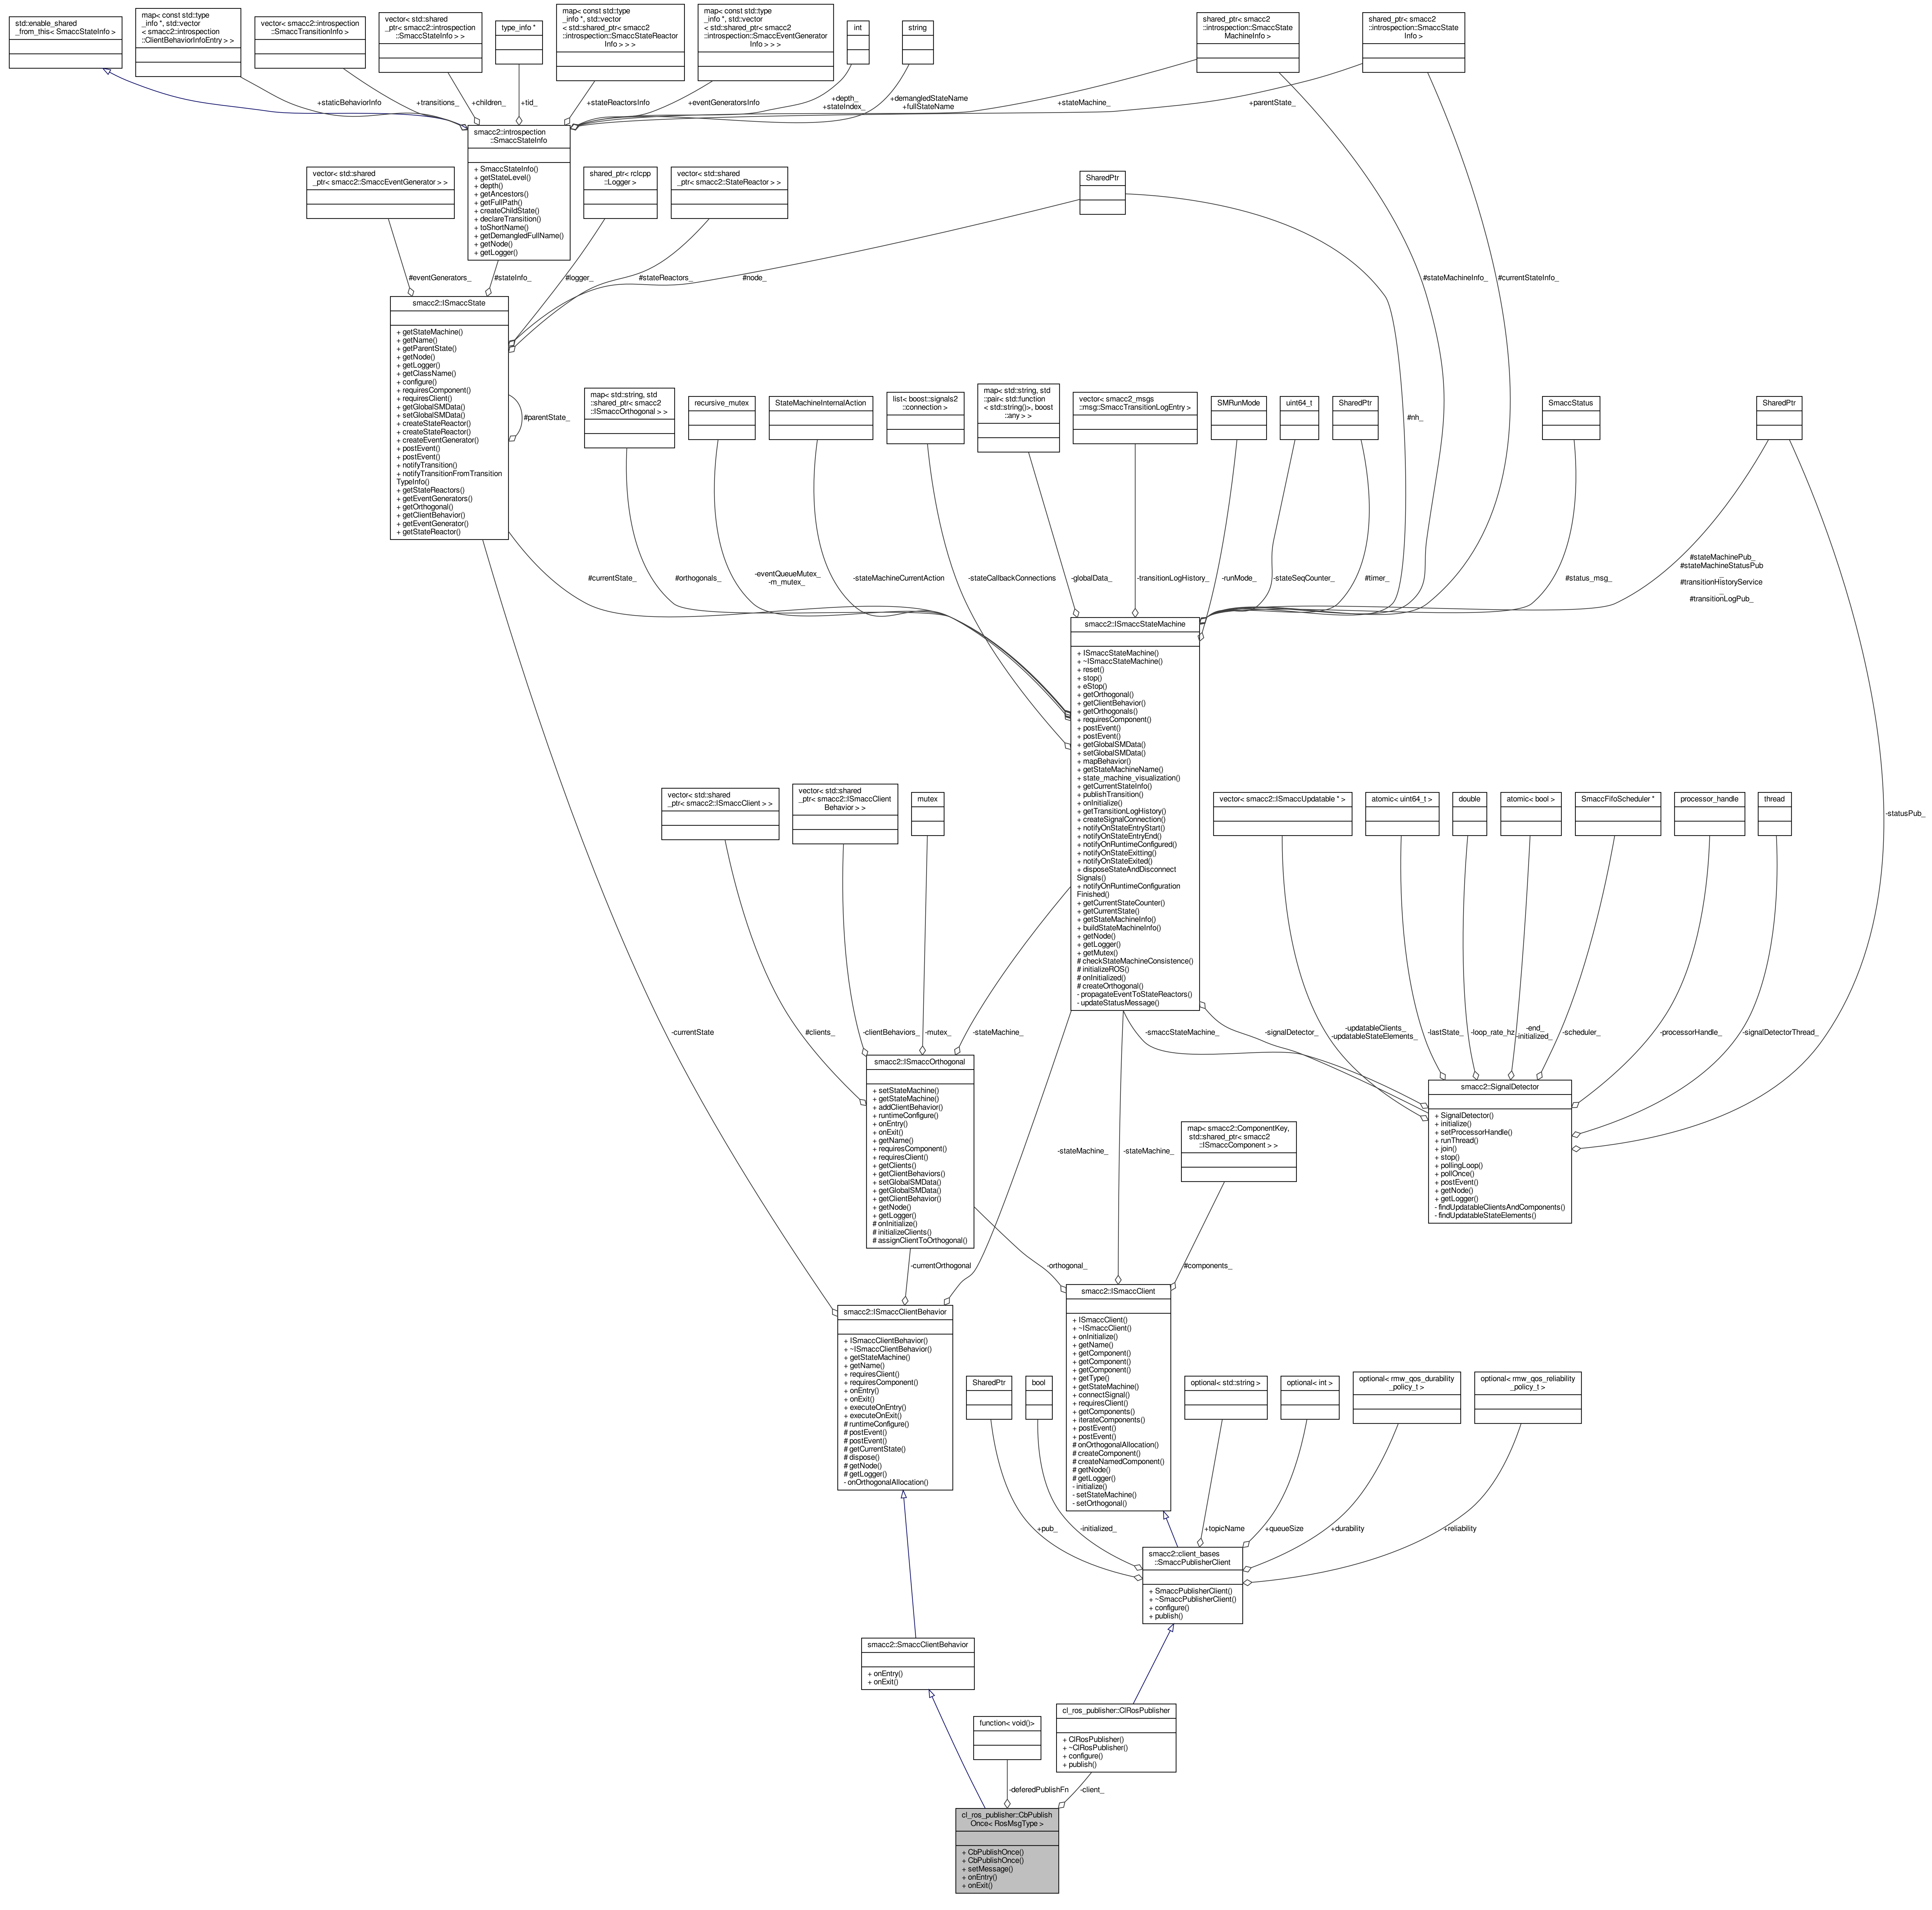 std::enable_shared
_from_this< SmaccStateInfo >
map< const std::type
_info *, std::vector
< smacc2::introspection
::ClientBehaviorInfoEntry > >
vector< smacc2::introspection
::SmaccTransitionInfo >
vector< std::shared
_ptr< smacc2::introspection
::SmaccStateInfo > >
type_info *
map< const std::type
_info *, std::vector
< std::shared_ptr< smacc2
::introspection::SmaccStateReactor
Info > > >
map< const std::type
_info *, std::vector
< std::shared_ptr< smacc2
::introspection::SmaccEventGenerator
Info > > >
int
string
shared_ptr< smacc2
::introspection::SmaccState
MachineInfo >
shared_ptr< smacc2
::introspection::SmaccState
Info >
+staticBehaviorInfo
+transitions_
+children_
+tid_
+stateReactorsInfo
+eventGeneratorsInfo
+depth_
+stateIndex_
+demangledStateName
+fullStateName
+stateMachine_
+parentState_
smacc2::introspection
::SmaccStateInfo
+ SmaccStateInfo()
+ getStateLevel()
+ depth()
+ getAncestors()
+ getFullPath()
+ createChildState()
+ declareTransition()
+ toShortName()
+ getDemangledFullName()
+ getNode()
+ getLogger()
vector< std::shared
_ptr< smacc2::SmaccEventGenerator > >
shared_ptr< rclcpp
::Logger >
vector< std::shared
_ptr< smacc2::StateReactor > >
SharedPtr
#eventGenerators_
#stateInfo_
#logger_
#stateReactors_
#node_
#stateMachineInfo_
#currentStateInfo_
smacc2::ISmaccState
+ getStateMachine()
+ getName()
+ getParentState()
+ getNode()
+ getLogger()
+ getClassName()
+ configure()
+ requiresComponent()
+ requiresClient()
+ getGlobalSMData()
+ setGlobalSMData()
+ createStateReactor()
+ createStateReactor()
+ createEventGenerator()
+ postEvent()
+ postEvent()
+ notifyTransition()
+ notifyTransitionFromTransition
TypeInfo()
+ getStateReactors()
+ getEventGenerators()
+ getOrthogonal()
+ getClientBehavior()
+ getEventGenerator()
+ getStateReactor()
#parentState_
map< std::string, std
::shared_ptr< smacc2
::ISmaccOrthogonal > >
recursive_mutex
StateMachineInternalAction
list< boost::signals2
::connection >
map< std::string, std
::pair< std::function
< std::string()>, boost
::any > >
vector< smacc2_msgs
::msg::SmaccTransitionLogEntry >
SMRunMode
uint64_t
SharedPtr
#nh_
SmaccStatus
SharedPtr
#currentState_
#orthogonals_
-eventQueueMutex_
-m_mutex_
-stateMachineCurrentAction
-stateCallbackConnections
-globalData_
-transitionLogHistory_
-runMode_
-stateSeqCounter_
#timer_
#status_msg_
#stateMachinePub_
#stateMachineStatusPub
_
#transitionHistoryService
_
#transitionLogPub_
smacc2::ISmaccStateMachine
+ ISmaccStateMachine()
+ ~ISmaccStateMachine()
+ reset()
+ stop()
+ eStop()
+ getOrthogonal()
+ getClientBehavior()
+ getOrthogonals()
+ requiresComponent()
+ postEvent()
+ postEvent()
+ getGlobalSMData()
+ setGlobalSMData()
+ mapBehavior()
+ getStateMachineName()
+ state_machine_visualization()
+ getCurrentStateInfo()
+ publishTransition()
+ onInitialize()
+ getTransitionLogHistory()
+ createSignalConnection()
+ notifyOnStateEntryStart()
+ notifyOnStateEntryEnd()
+ notifyOnRuntimeConfigured()
+ notifyOnStateExitting()
+ notifyOnStateExited()
+ disposeStateAndDisconnect
Signals()
+ notifyOnRuntimeConfiguration
Finished()
+ getCurrentStateCounter()
+ getCurrentState()
+ getStateMachineInfo()
+ buildStateMachineInfo()
+ getNode()
+ getLogger()
+ getMutex()
# checkStateMachineConsistence()
# initializeROS()
# onInitialized()
# createOrthogonal()
- propagateEventToStateReactors()
- updateStatusMessage()
vector< std::shared
_ptr< smacc2::ISmaccClient > >
vector< std::shared
_ptr< smacc2::ISmaccClient
Behavior > >
mutex
vector< smacc2::ISmaccUpdatable * >
atomic< uint64_t >
double
atomic< bool >
SmaccFifoScheduler *
processor_handle
thread
-statusPub_
-currentState
#clients_
-clientBehaviors_
-mutex_
-stateMachine_
-smaccStateMachine_
-signalDetector_
-updatableClients_
-updatableStateElements_
-lastState_
-loop_rate_hz
-end_
-initialized_
-scheduler_
-processorHandle_
-signalDetectorThread_
smacc2::ISmaccOrthogonal
+ setStateMachine()
+ getStateMachine()
+ addClientBehavior()
+ runtimeConfigure()
+ onEntry()
+ onExit()
+ getName()
+ requiresComponent()
+ requiresClient()
+ getClients()
+ getClientBehaviors()
+ setGlobalSMData()
+ getGlobalSMData()
+ getClientBehavior()
+ getNode()
+ getLogger()
# onInitialize()
# initializeClients()
# assignClientToOrthogonal()
smacc2::SignalDetector
+ SignalDetector()
+ initialize()
+ setProcessorHandle()
+ runThread()
+ join()
+ stop()
+ pollingLoop()
+ pollOnce()
+ postEvent()
+ getNode()
+ getLogger()
- findUpdatableClientsAndComponents()
- findUpdatableStateElements()
map< smacc2::ComponentKey,
std::shared_ptr< smacc2
::ISmaccComponent > >
-stateMachine_
-stateMachine_
-currentOrthogonal
-orthogonal_
#components_
smacc2::ISmaccClientBehavior
+ ISmaccClientBehavior()
+ ~ISmaccClientBehavior()
+ getStateMachine()
+ getName()
+ requiresClient()
+ requiresComponent()
+ onEntry()
+ onExit()
+ executeOnEntry()
+ executeOnExit()
# runtimeConfigure()
# postEvent()
# postEvent()
# getCurrentState()
# dispose()
# getNode()
# getLogger()
- onOrthogonalAllocation()
smacc2::ISmaccClient
+ ISmaccClient()
+ ~ISmaccClient()
+ onInitialize()
+ getName()
+ getComponent()
+ getComponent()
+ getComponent()
+ getType()
+ getStateMachine()
+ connectSignal()
+ requiresClient()
+ getComponents()
+ iterateComponents()
+ postEvent()
+ postEvent()
# onOrthogonalAllocation()
# createComponent()
# createNamedComponent()
# getNode()
# getLogger()
- initialize()
- setStateMachine()
- setOrthogonal()
SharedPtr
bool
optional< std::string >
optional< int >
optional< rmw_qos_durability
_policy_t >
optional< rmw_qos_reliability
_policy_t >
+pub_
-initialized_
+topicName
+queueSize
+durability
+reliability
smacc2::client_bases
::SmaccPublisherClient
+ SmaccPublisherClient()
+ ~SmaccPublisherClient()
+ configure()
+ publish()
smacc2::SmaccClientBehavior
+ onEntry()
+ onExit()
function< void()>
cl_ros_publisher::ClRosPublisher
+ ClRosPublisher()
+ ~ClRosPublisher()
+ configure()
+ publish()
-deferedPublishFn
-client_
cl_ros_publisher::CbPublish
Once< RosMsgType >
+ CbPublishOnce()
+ CbPublishOnce()
+ setMessage()
+ onEntry()
+ onExit()